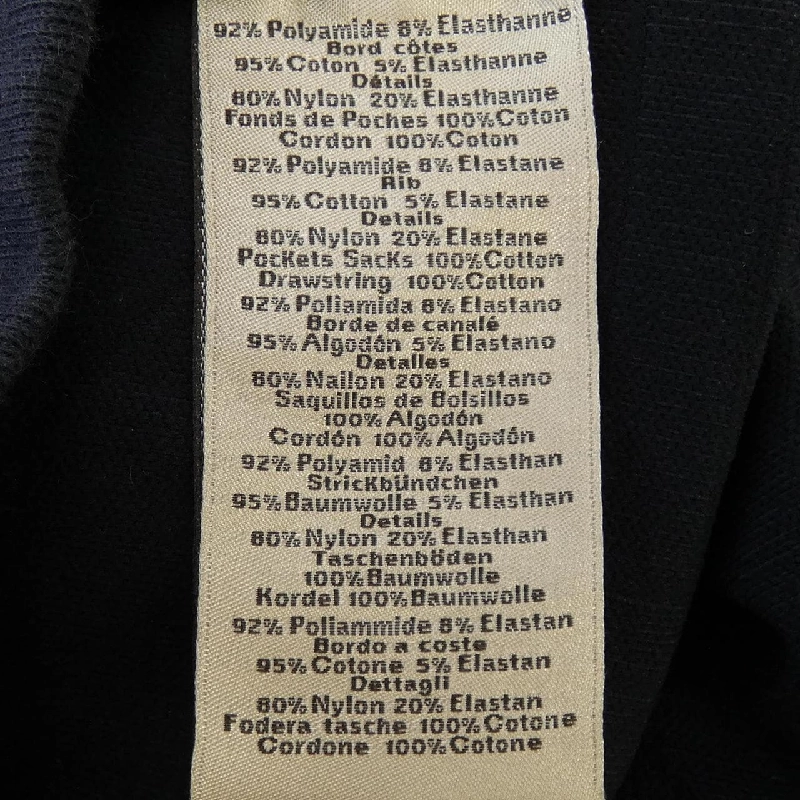 92% Polyamide 8% Elasthanne
Bord côtes
95% Coton 5% Elasthanne
Détails
80% Nylon 20% Elasthanne
Fonds de Poches 100% Coton
Cordon 100% Coton
92% Polyamide 8% Elastane
Rib
95% Cotton 5% Elastane
Details
80% Nylon 20% Elastane
Pockets Sacks 100% Cotton
Drawstring 100% Cotton
92% Poliamida 8% Elastano
Borde de canalé
95% Algodón 5% Elastano
Detalles
80% Nailon 20% Elastano
Saquillos de Bolsillos
100% Algodón
Cordón 100% Algodón
92% Polyamid 8% Elasthan
Strickbündchen
95% Baumwolle 5% Elasthan
Details
80% Nylon 20% Elasthan
Taschenböden
100% Baumwolle
Kordel 100% Baumwolle
92% Poliammide 8% Elastan
Bordo a coste
95% Cotone 5% Elastan
Dettagli
80% Nylon 20% Elastan
Fodera tasche 100% Cotone
Cordone 100% Cotone